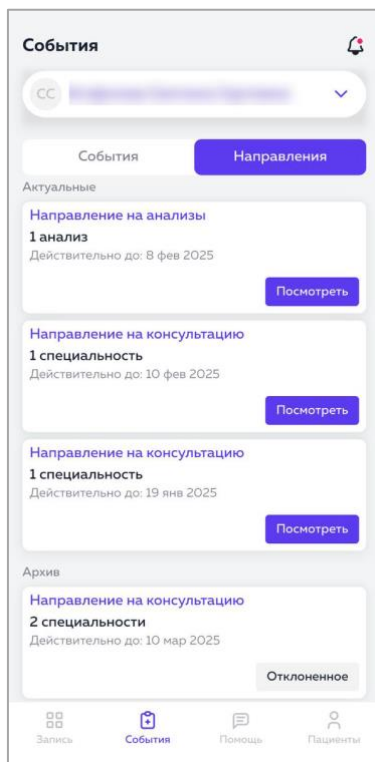 События
СС
События
Направления
Актуальные
Направление на анализы
1 анализ
Действительно до: 8 фев 2025
Посмотреть
Направление на консультацию
1 специальность
Действительно до: 10 фев 2025
Посмотреть
Направление на консультацию
1 специальность
Действительно до: 19 янв 2025
Посмотреть
Архив
Направление на консультацию
2 специальности
Действительно до: 10 мар 2025
Отклоненное
Запись
События
Помощь
Пациенты